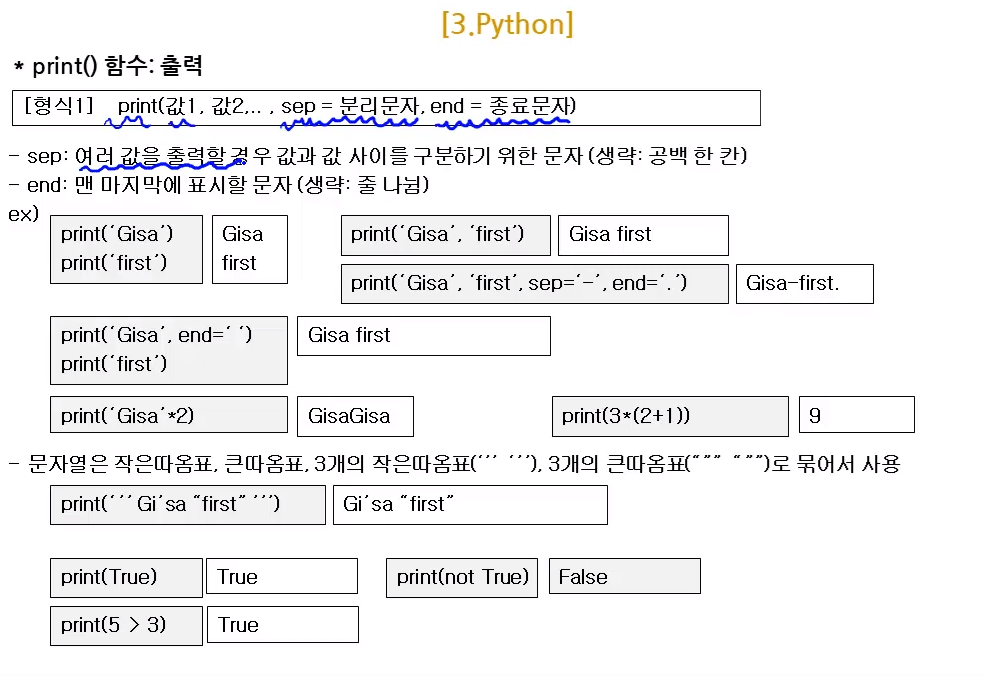 [3.Python]
* print() 함수: 출력
[형식1] print(값1, 값2,.. , sep = 분리문자, end = 종료문자)
- sep: 여러 값을 출력할 경우 값과 값 사이를 구분하기 위한 문자(생략: 공백 한 칸)
- end: 맨 마지막에 표시할 문자(생략: 줄 나뉨)
ex)
print(‘Gisa’)
print(‘first’)
Gisa
first
print(‘Gisa’, ‘first’)
Gisa first
print(‘Gisa’, ‘first’, sep=‘-’, end=‘.’)
Gisa-first.
print(‘Gisa’, end=‘ ‘)
print(‘first’)
Gisa first
print(‘Gisa’*2)
GisaGisa
print(3*(2+1))
9
- 문자열은 작은따옴표, 큰따옴표, 3개의 작은따옴표(‘’’ ‘’’), 3개의 큰따옴표(“”” “””)로 묶어서 사용
print(‘’’Gi’sa “first” ’’’)
Gi’sa “first”
print(True)
True
print(not True)
False
print(5 > 3)
True